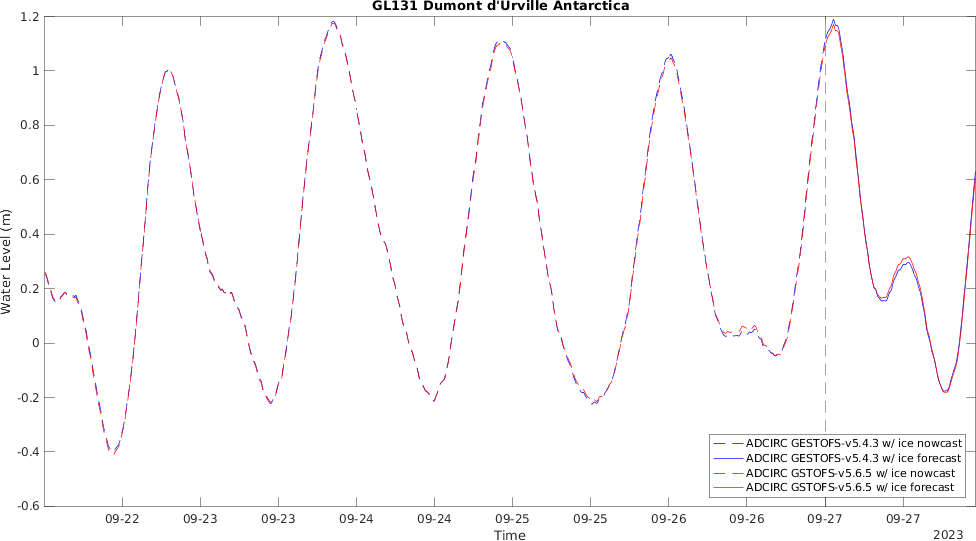 GL131 Dumont d'Urville Antarctica
1.2
1
0.8
0.6
0.4
0.2
0
-0.2
-0.4
-0.6
Water Level (m)
ADCIRC GESTOFS-v5.4.3 w/ ice nowcast
ADCIRC GESTOFS-v5.4.3 w/ ice forecast
ADCIRC GSTOFS-v5.6.5 w/ ice nowcast
ADCIRC GSTOFS-v5.6.5 w/ ice forecast
09-22 09-23 09-23 09-24 09-24 09-25 09-25 09-26 09-26 09-27 09-27
Time
2023